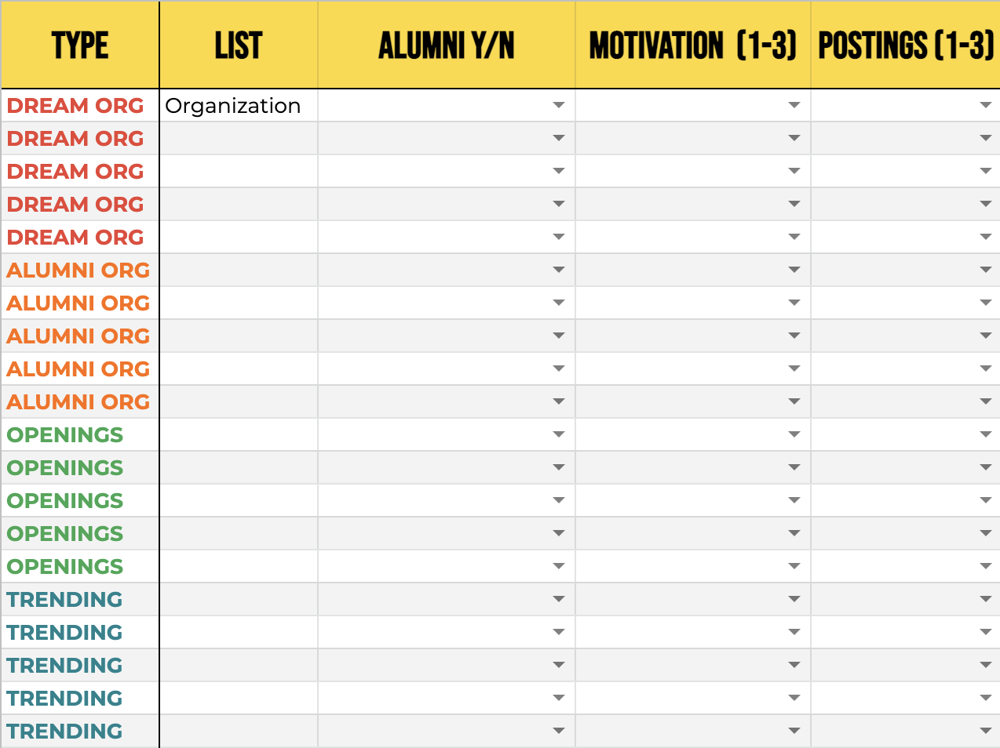 TYPE LIST ALUMNI Y/N MOTIVATION (1-3) POSTINGS (1-3)
DREAM ORG Organization
DREAM ORG
DREAM ORG
DREAM ORG
DREAM ORG
ALUMNI ORG
ALUMNI ORG
ALUMNI ORG
ALUMNI ORG
ALUMNI ORG
OPENINGS
OPENINGS
OPENINGS
OPENINGS
OPENINGS
TRENDING
TRENDING
TRENDING
TRENDING
TRENDING